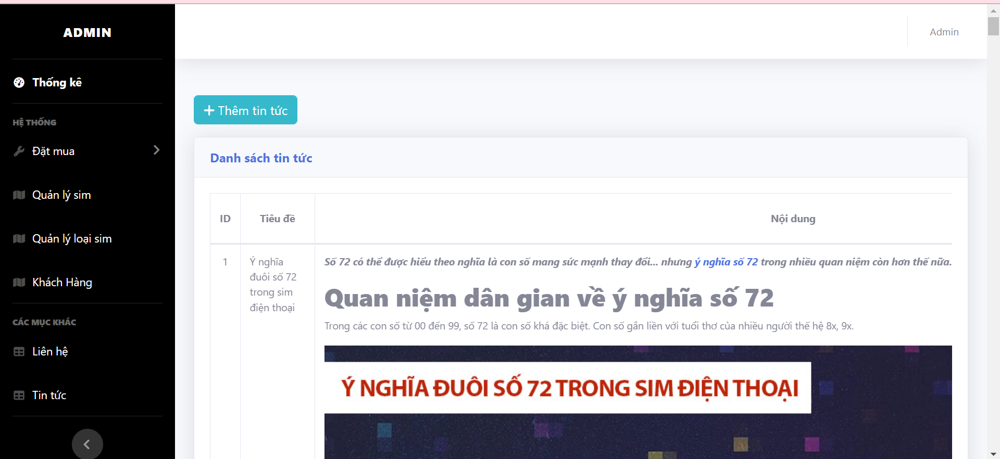 ADMIN
Admin
Thống kê
HỆ THỐNG
Đặt mua
Quản lý sim
Quản lý loại sim
Khách Hàng
CÁC MỤC KHÁC
Liên hệ
Tin tức
Thêm tin tức
Danh sách tin tức
ID
Tiêu đề
Nội dung
1
Ý nghĩa
đuôi số 72
trong sim
điện thoại
Số 72 có thể được hiểu theo nghĩa là con số mang sức mạnh thay đổi... nhưng ý nghĩa số 72 trong nhiều quan niệm còn hơn thế nữa.
Quan niệm dân gian về ý nghĩa số 72
Trong các con số từ 00 đến 99, số 72 là con số khá đặc biệt. Con số gắn liền với tuổi thơ của nhiều người thế hệ 8x, 9x.
Ý NGHĨA ĐUÔI SỐ 72 TRONG SIM ĐIỆN THOẠI